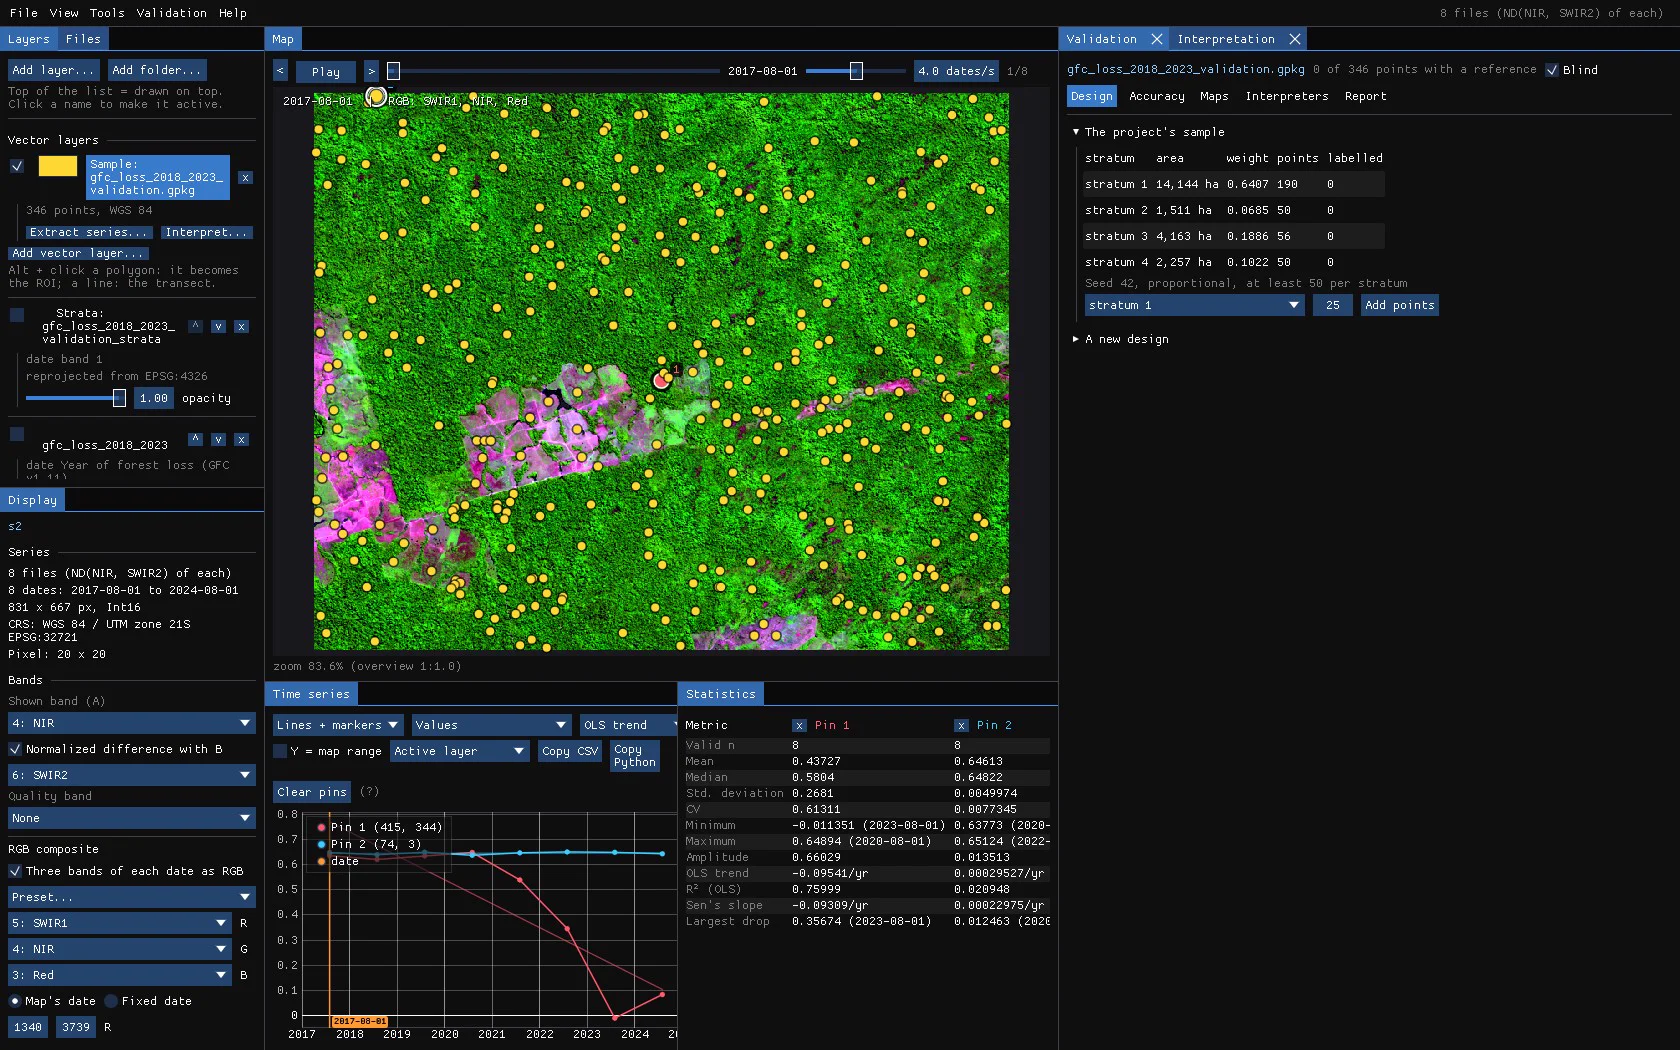 File View Tools Validation Help
8 files (ND(NIR, SWIR2) of each)
Layers Files
Add layer... Add folder...
Top of the list = drawn on top.
Click a name to make it active.
Vector layers
Sample:
gfc_loss_2018_2023_
validation.gpkg
x
346 points, WGS 84
Extract series... Interpret...
Add vector layer...
Alt + click a polygon: it becomes
the ROI; a line: the transect.
Strata:
gfc_loss_2018_2023_
validation_strata
^ v x
date band 1
reprojected from EPSG:4326
1.00 opacity
gfc_loss_2018_2023
^ v x
date Year of forest loss (GFC
Display
s2
Series
8 files (ND(NIR, SWIR2) of each)
8 dates: 2017-08-01 to 2024-08-01
831 x 667 px, Int16
CRS: WGS 84 / UTM zone 21S
EPSG:32721
Pixel: 20 x 20
Bands
Shown band (A)
4: NIR
Normalized difference with B
6: SWIR2
Quality band
None
RGB composite
Three bands of each date as RGB
Preset...
5: SWIR1 R
4: NIR G
3: Red B
Map's date Fixed date
1340 3739 R
Map
< Play > 2017-08-01 4.0 dates/s 1/8
2017-08-01 RGB: SWIR1, NIR, Red
1
zoom 83.6% (overview 1:1.0)
Time series
Lines + markers Values OLS trend
Y = map range Active layer Copy CSV Copy
Python
Clear pins (?)
Pin 1 (415, 344)
Pin 2 (74, 3)
date
0.8
0.7
0.6
0.5
0.4
0.3
0.2
0.1
0
2017-08-01
2017 2018 2019 2020 2021 2022 2023 2024
Statistics
Metric x Pin 1 x Pin 2
Valid n 8 8
Mean 0.43727 0.64613
Median 0.5804 0.64822
Std. deviation 0.2681 0.0049974
CV 0.61311 0.0077345
Minimum -0.011351 (2023-08-01) 0.63773 (2020-
Maximum 0.64894 (2020-08-01) 0.65124 (2022-
Amplitude 0.66029 0.013513
OLS trend -0.09541/yr 0.00029527/yr
R² (OLS) 0.75999 0.020948
Sen's slope -0.09309/yr 0.00022975/yr
Largest drop 0.35674 (2023-08-01) 0.012463 (2020
Validation Interpretation
gfc_loss_2018_2023_validation.gpkg 0 of 346 points with a reference Blind
Design Accuracy Maps Interpreters Report
The project's sample
stratum area weight points labelled
stratum 1 14,144 ha 0.6407 190 0
stratum 2 1,511 ha 0.0685 50 0
stratum 3 4,163 ha 0.1886 56 0
stratum 4 2,257 ha 0.1022 50 0
Seed 42, proportional, at least 50 per stratum
stratum 1 25 Add points
A new design